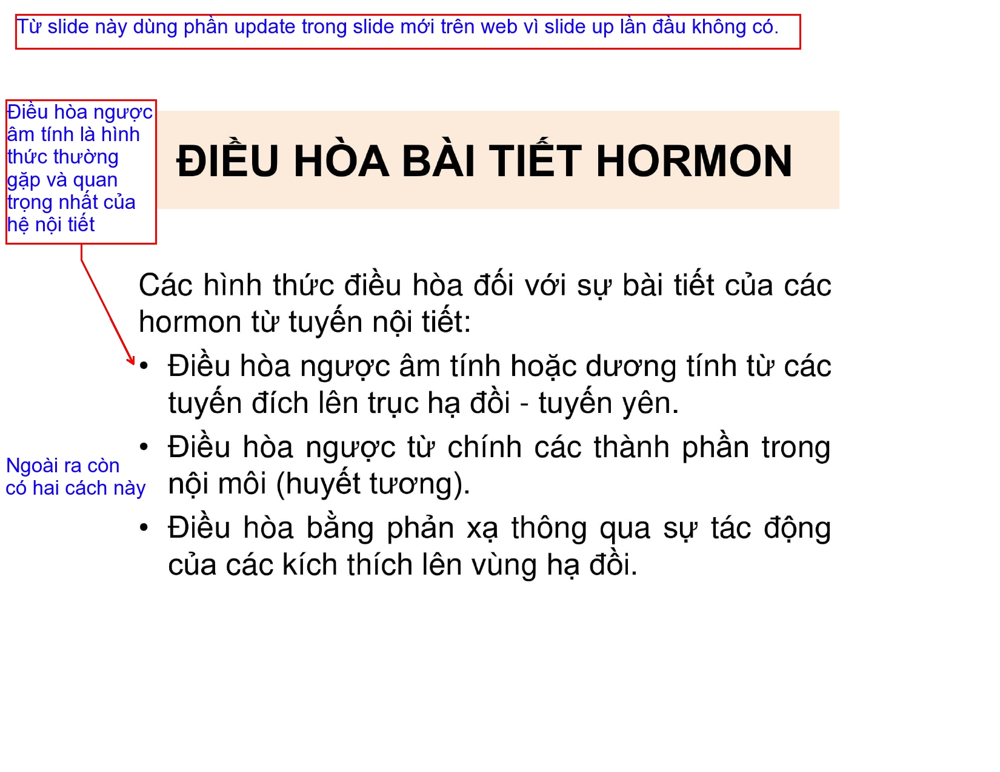 Từ slide này dùng phần update trong slide mới trên web vì slide up lần đầu không có.
Điều hòa ngược
âm tính là hình
thức thường
gặp và quan
trọng nhất của
hệ nội tiết
ĐIỀU HÒA BÀI TIẾT HORMON
Các hình thức điều hòa đối với sự bài tiết của các
hormon từ tuyến nội tiết:
• Điều hòa ngược âm tính hoặc dương tính từ các
tuyến đích lên trục hạ đồi - tuyến yên.
• Điều hòa ngược từ chính các thành phần trong
nội môi (huyết tương).
Ngoài ra còn
có hai cách này
• Điều hòa bằng phản xạ thông qua sự tác động
của các kích thích lên vùng hạ đồi.